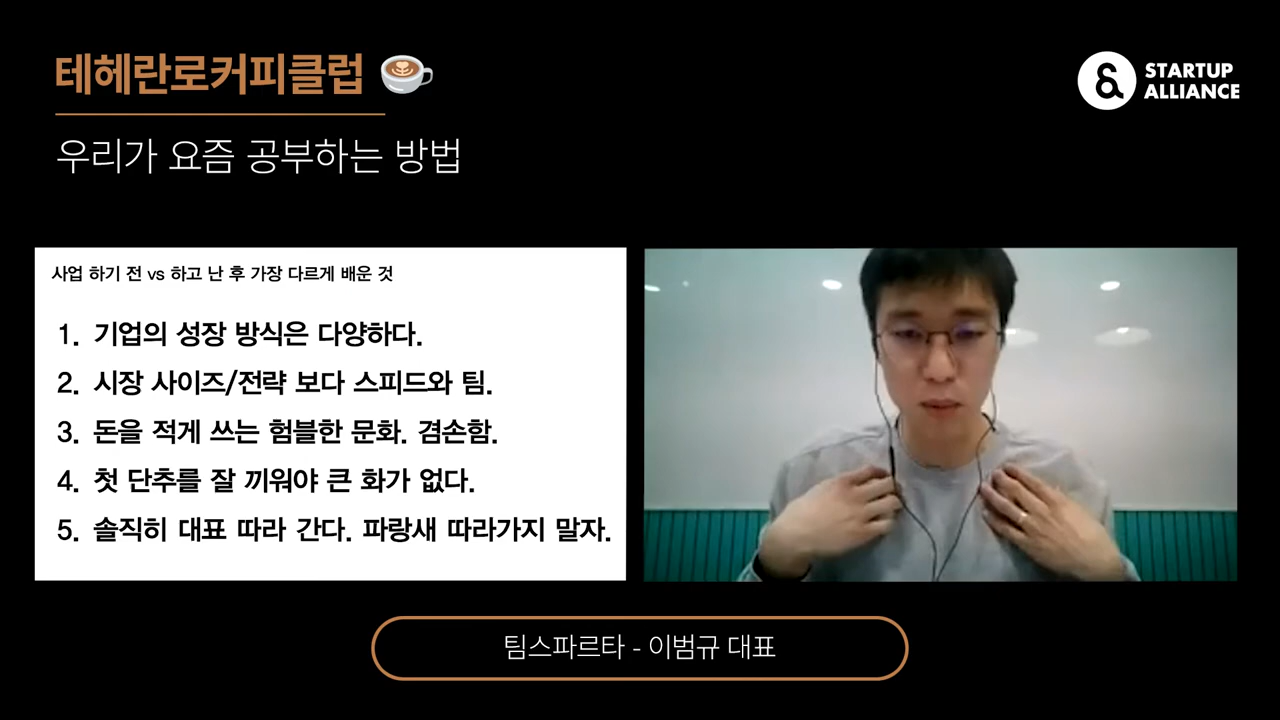 테헤란로커피클럽
STARTUP
ALLIANCE
우리가 요즘 공부하는 방법
사업 하기 전 vs 하고 난 후 가장 다르게 배운 것
1. 기업의 성장 방식은 다양하다.
2. 시장 사이즈/전략 보다 스피드와 팀.
3. 돈을 적게 쓰는 험블한 문화. 겸손함.
4. 첫 단추를 잘 끼워야 큰 화가 없다.
5. 솔직히 대표 따라 간다. 파랑새 따라가지 말자.
팀스파르타 - 이범규 대표